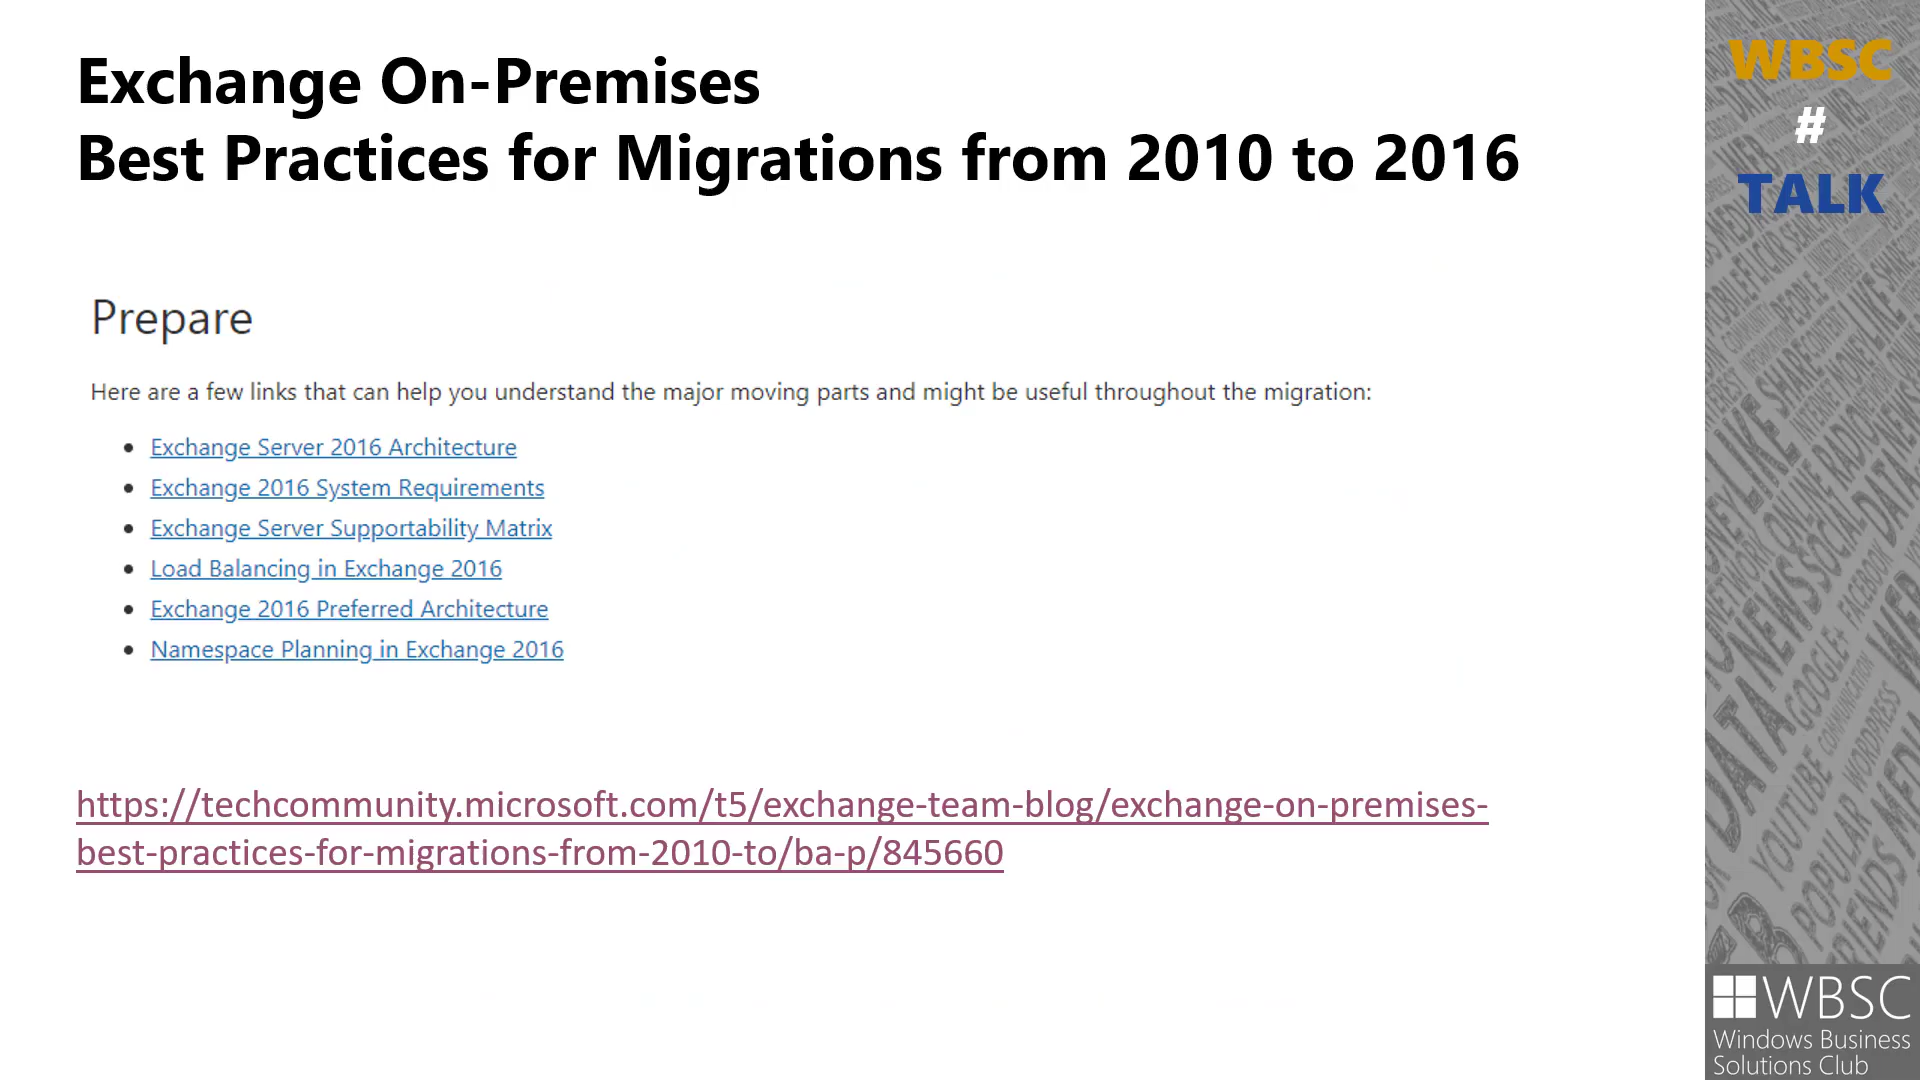 Exchange On-Premises
Best Practices for Migrations from 2010 to 2016
Prepare
Here are a few links that can help you understand the major moving parts and might be useful throughout the migration:
• Exchange Server 2016 Architecture
• Exchange 2016 System Requirements
• Exchange Server Supportability Matrix
• Load Balancing in Exchange 2016
• Exchange 2016 Preferred Architecture
• Namespace Planning in Exchange 2016
https://techcommunity.microsoft.com/t5/exchange-team-blog/exchange-on-premises-
best-practices-for-migrations-from-2010-to/ba-p/845660
WBSC
#
TALK
WBSC
Windows Business
Solutions Club